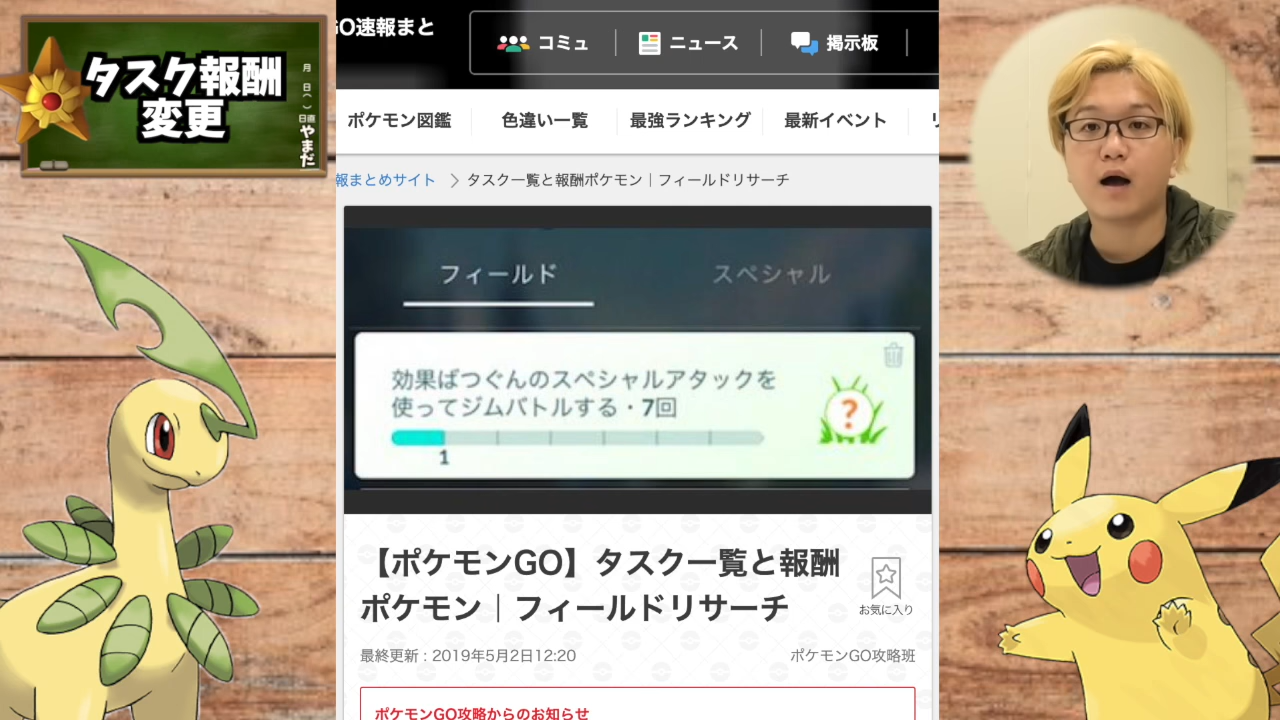 タスク報酬
変更
月
日( )
日直
やまだ
GO速報まと
コミュ
ニュース
掲示板
ポケモン図鑑
色違い一覧
最強ランキング
最新イベント
リ
報まとめサイト
タスク一覧と報酬ポケモン｜フィールドリサーチ
フィールド
スペシャル
効果ばつぐんのスペシャルアタックを
使ってジムバトルする・7回
?
1
【ポケモンGO】タスク一覧と報酬
ポケモン｜フィールドリサーチ
お気に入り
最終更新 : 2019年5月2日12:20
ポケモンGO攻略班
ポケモンGO攻略からのお知らせ